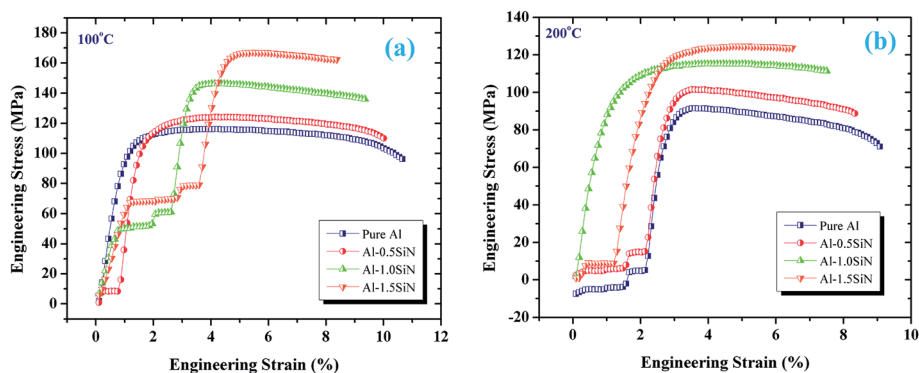 100°C
(a)
Engineering Stress (MPa)
180
160
140
120
100
80
60
40
20
0
Pure Al
Al-0.5SiN
Al-1.0SiN
Al-1.5SiN
0
2
4
6
8
10
12
Engineering Strain (%)
200°C
(b)
Engineering Stress (MPa)
140
120
100
80
60
40
20
0
-20
Pure Al
Al-0.5SiN
Al-1.0SiN
Al-1.5SiN
0
2
4
6
8
10
Engineering Strain (%)